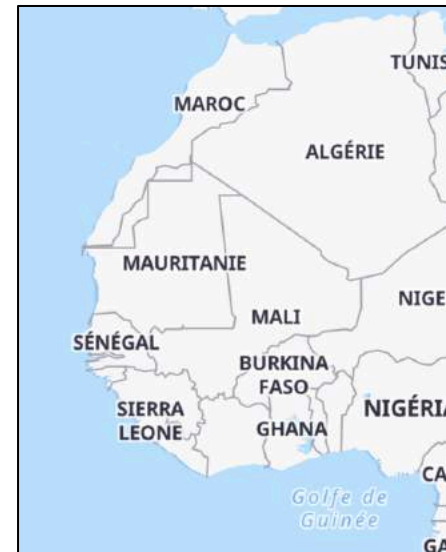 TUNIS
MAROC
ALGÉRIE
MAURITANIE
NIGE
MALI
SÉNÉGAL
BURKINA
FASO
SIERRA
LEONE
NIGÉRIA
GHANA
CA
Golfe de
Guinée
GA